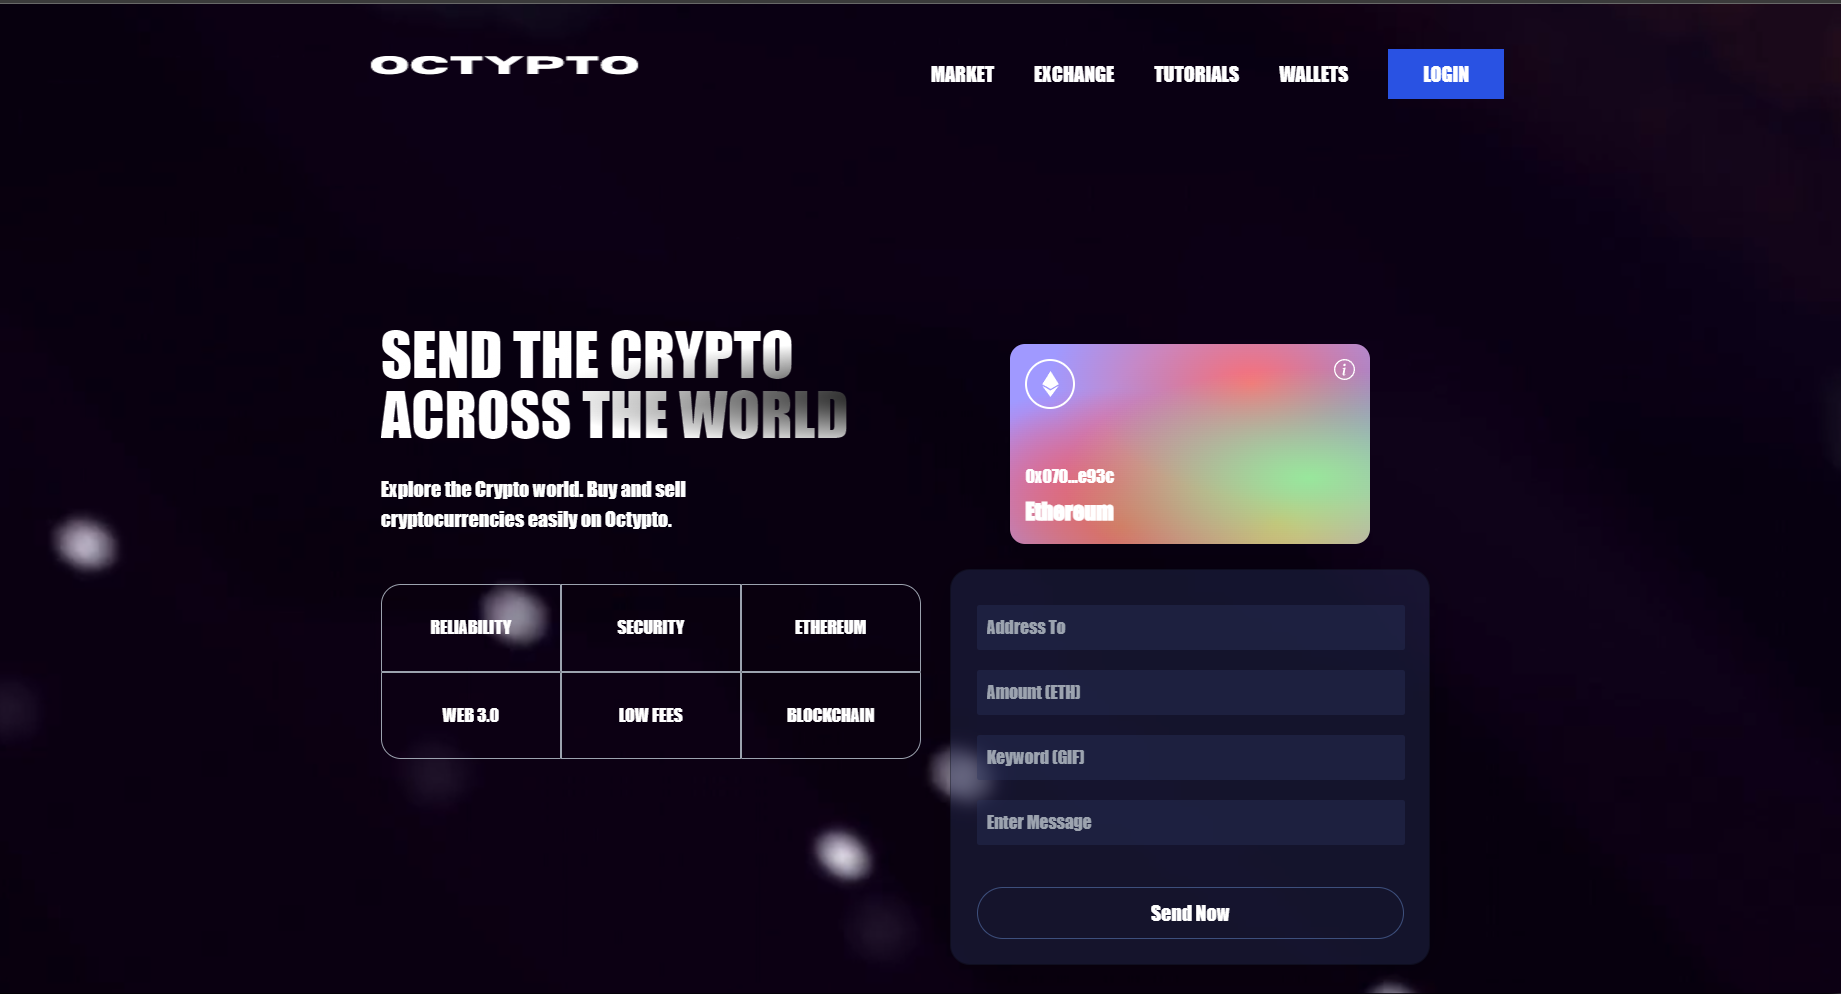 OCTYPTO
MARKET
EXCHANGE
TUTORIALS
WALLETS
LOGIN
SEND THE CRYPTO
ACROSS THE WORLD
Explore the Crypto world. Buy and sell
cryptocurrencies easily on Octypto.
RELIABILITY
SECURITY
ETHEREUM
WEB 3.0
LOW FEES
BLOCKCHAIN
i
0x070...e93c
Ethereum
Address To
Amount (ETH)
Keyword (GIF)
Enter Message
Send Now